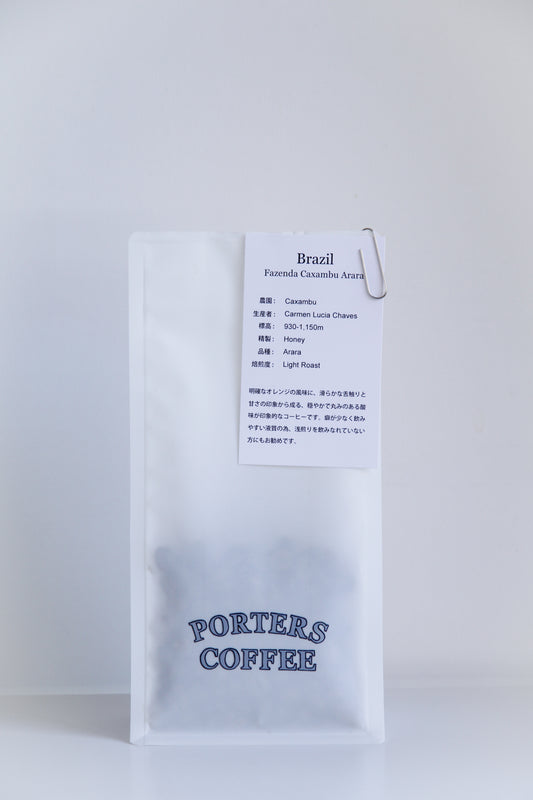 Brazil
Fazenda Caxambu Arara
農園： Caxambu
生産者： Carmen Lucia Chaves
標高： 930-1,150m
精製： Honey
品種： Arara
焙煎度： Light Roast
明確なオレンジの風味に、滑らかな舌触りと
甘さの印象から成る、穏やかで丸みのある酸
味が印象的なコーヒーです。癖が少なく飲み
やすい液質の為、浅煎りを飲みなれていない
方にもお勧めです。
PORTERS
COFFEE